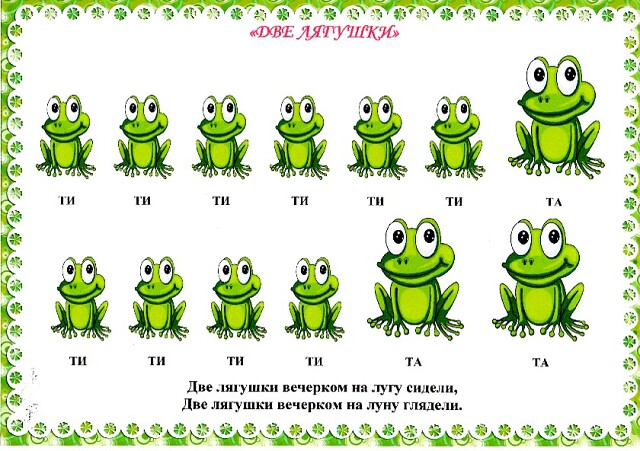 «ДВЕ ЛЯГУШКИ»
ТИ ТИ ТИ ТИ ТИ ТИ ТА
ТИ ТИ ТИ ТИ ТА ТА
Две лягушки вечерком на лугу сидели,
Две лягушки вечерком на луну глядели.